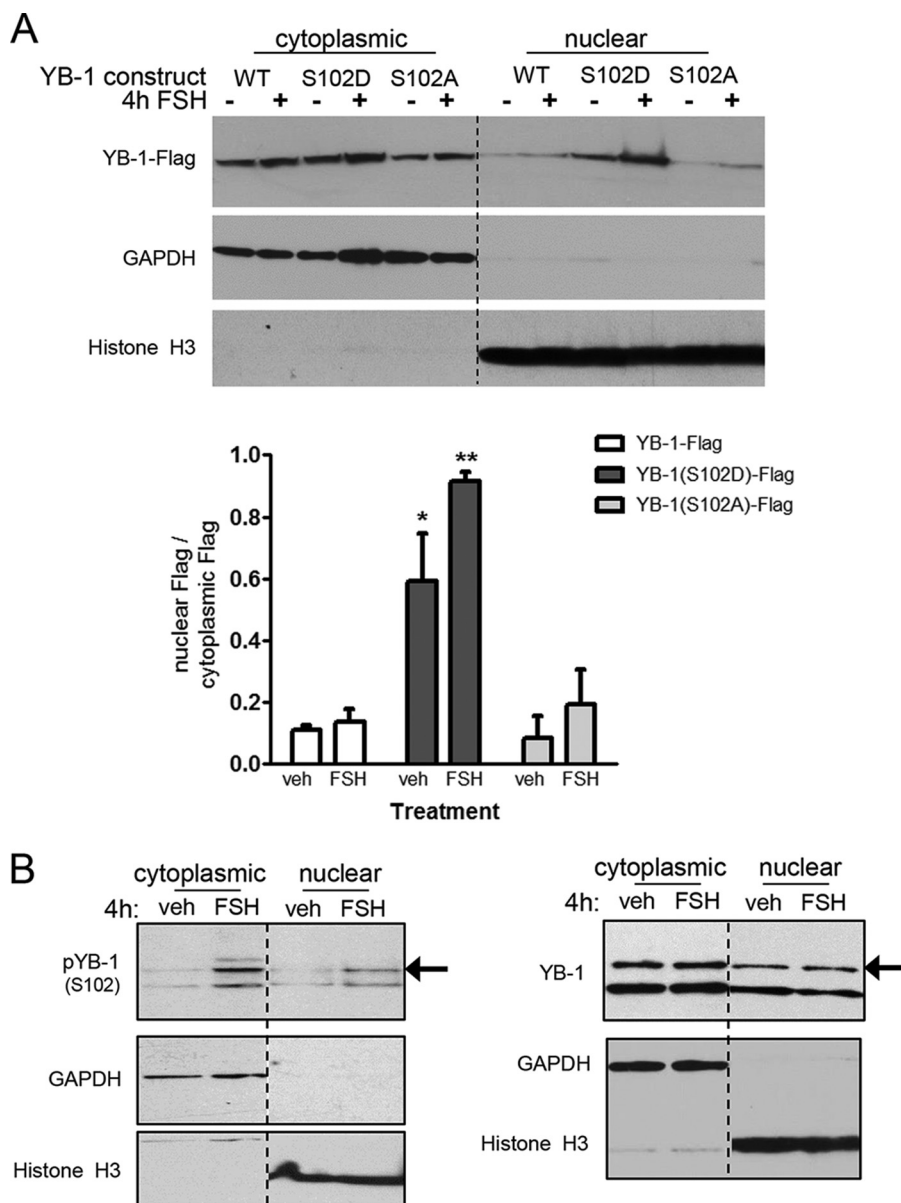 A
cytoplasmic nuclear
YB-1 construct WT S102D S102A WT S102D S102A
4h FSH - + - + - + - + - + - +
YB-1-Flag
GAPDH
Histone H3
1.0
0.8
0.6
0.4
0.2
0.0
nuclear Flag /
cytoplasmic Flag
* **
YB-1-Flag
YB-1(S102D)-Flag
YB-1(S102A)-Flag
veh FSH veh FSH veh FSH
Treatment
B
cytoplasmic nuclear
4h: veh FSH veh FSH
pYB-1
(S102)
GAPDH
Histone H3
cytoplasmic nuclear
4h: veh FSH veh FSH
YB-1
GAPDH
Histone H3